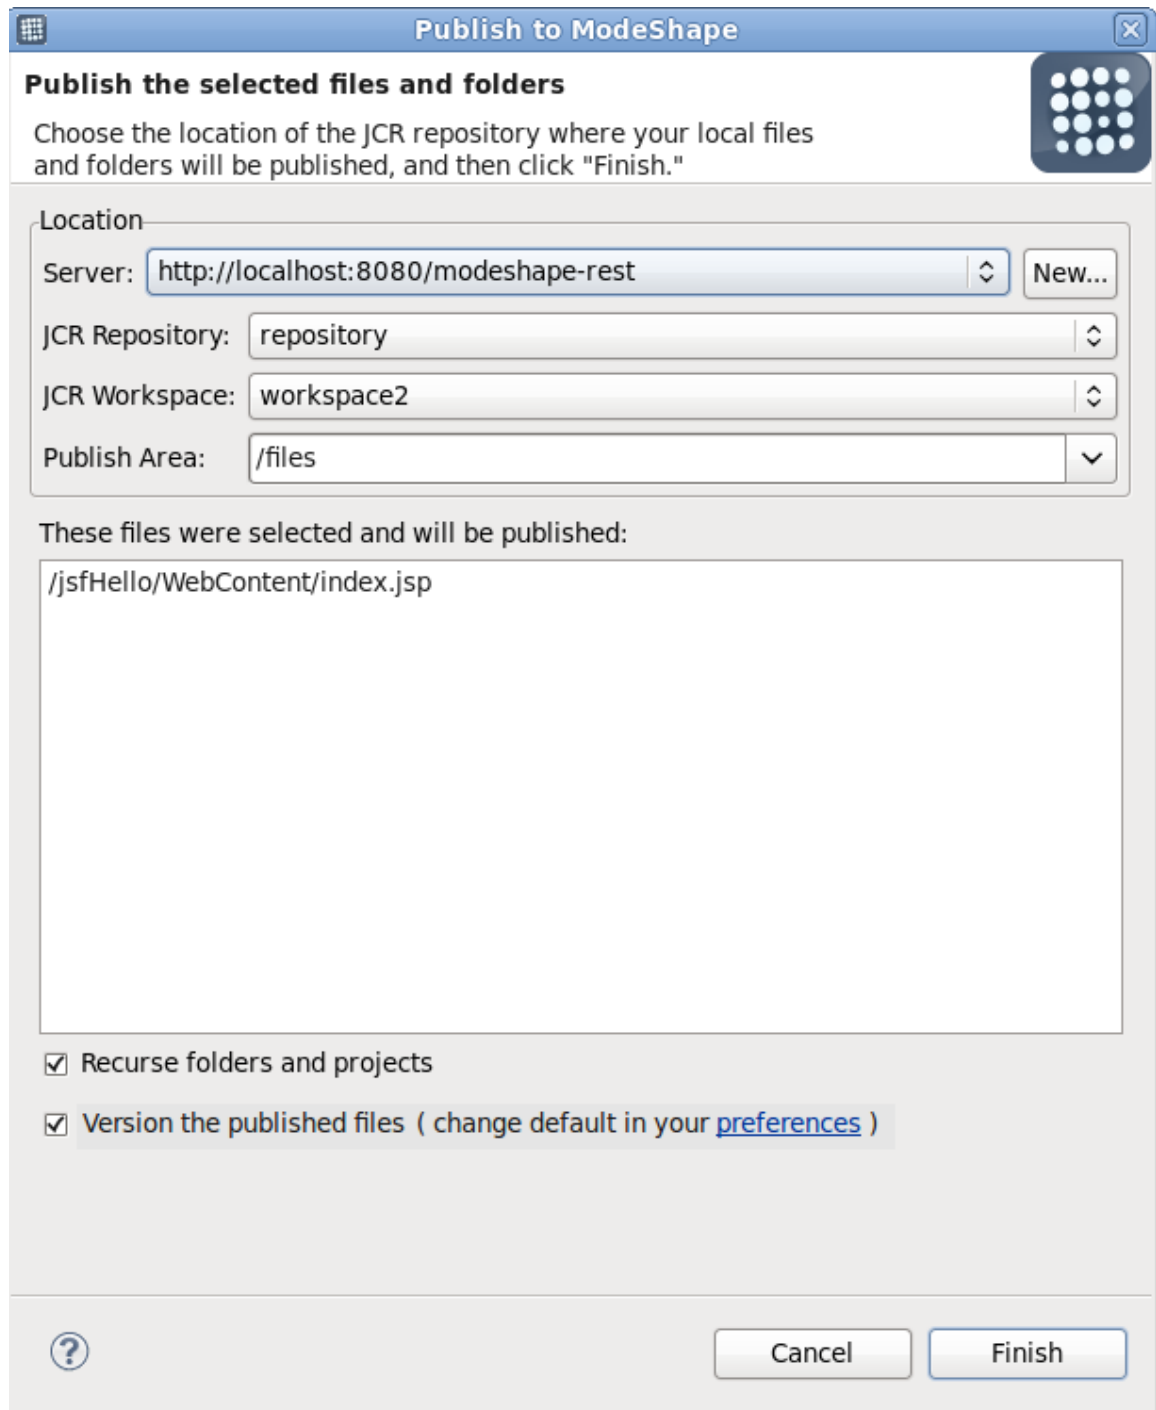 Publish to ModeShape
Publish the selected files and folders
Choose the location of the JCR repository where your local files
and folders will be published, and then click "Finish."
Location
Server: http://localhost:8080/modeshape-rest New...
JCR Repository: repository
JCR Workspace: workspace2
Publish Area: /files
These files were selected and will be published:
/jsfHello/WebContent/index.jsp
Recurse folders and projects
Version the published files ( change default in your preferences )
? Cancel Finish